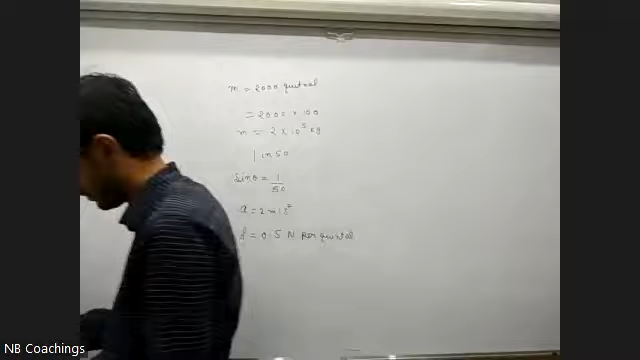 m = 2000 quintal
= 2000 × 100
m = 2 × 10⁵ kg
1 in 50
Sinθ = 1/50
a = 2 m/s²
f = 0.5 N per quintal
NB Coachings